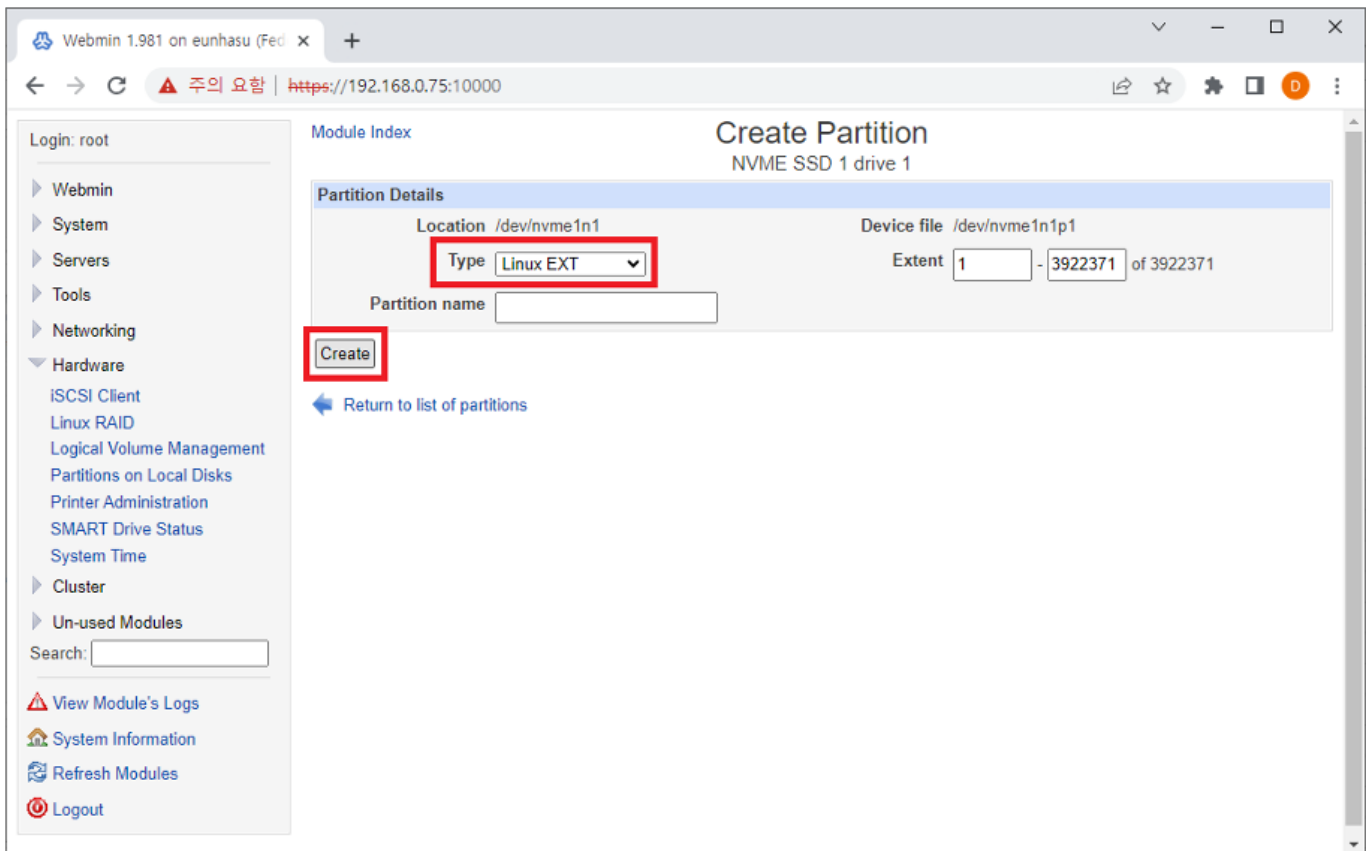 Webmin 1.981 on eunhasu (Fed
주의 요함 https://192.168.0.75:10000
D
Login: root
Webmin
System
Servers
Tools
Networking
Hardware
iSCSI Client
Linux RAID
Logical Volume Management
Partitions on Local Disks
Printer Administration
SMART Drive Status
System Time
Cluster
Un-used Modules
Search:
View Module's Logs
System Information
Refresh Modules
Logout
Module Index
Create Partition
NVME SSD 1 drive 1
Partition Details
Location /dev/nvme1n1 Device file /dev/nvme1n1p1
Type Linux EXT Extent 1 - 3922371 of 3922371
Partition name
Create
Return to list of partitions